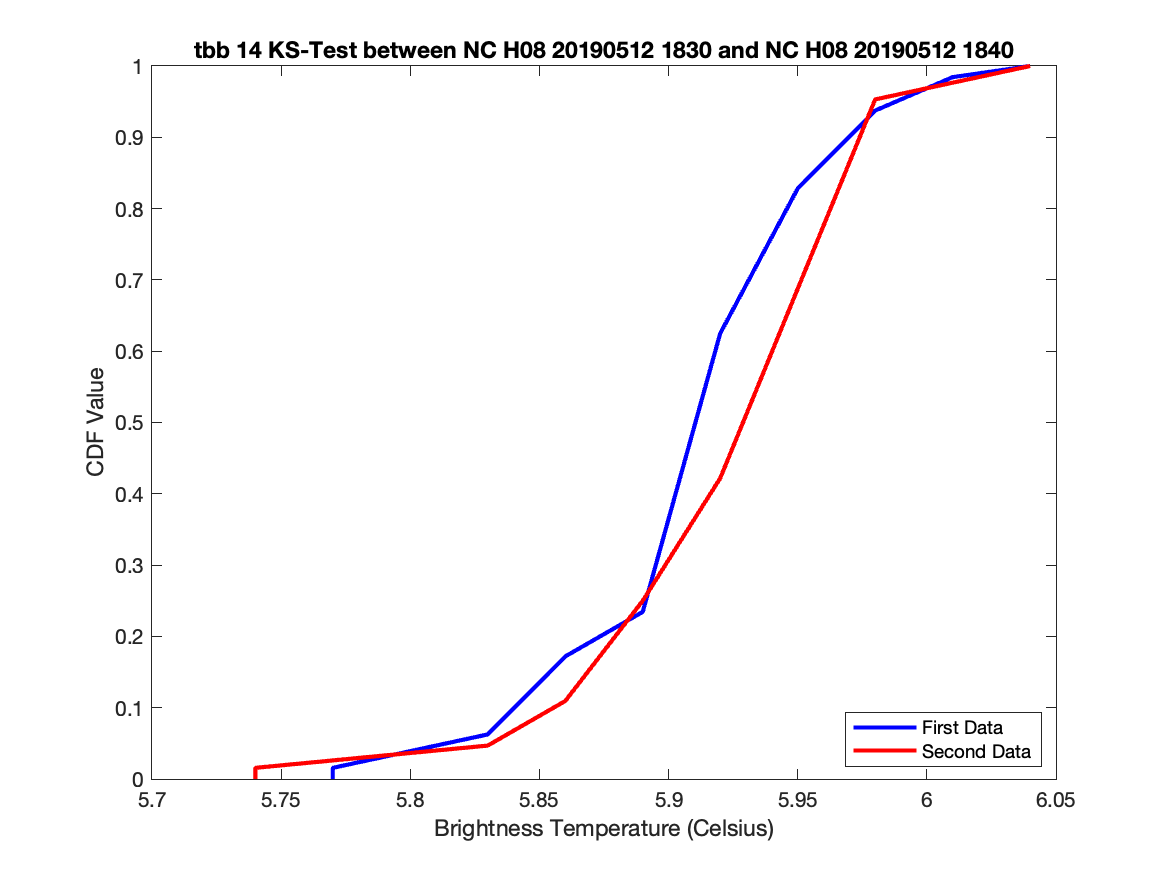 tbb 14 KS-Test between NC H08 20190512 1830 and NC H08 20190512 1840
1
0.9
0.8
0.7
0.6
0.5
0.4
0.3
0.2
0.1
0
CDF Value
First Data
Second Data
5.7 5.75 5.8 5.85 5.9 5.95 6 6.05
Brightness Temperature (Celsius)